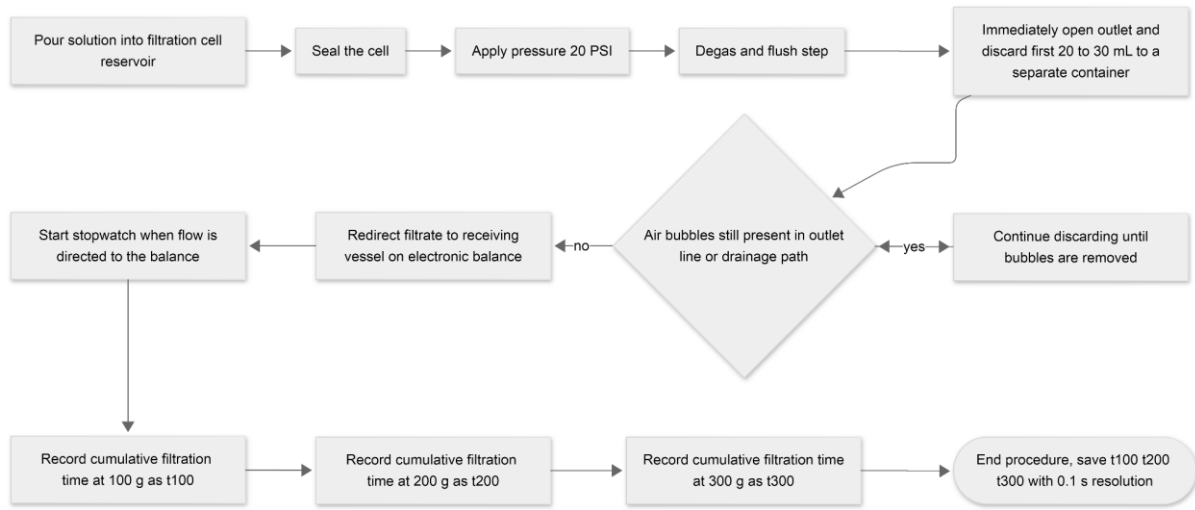 Pour solution into filtration cell
reservoir
Seal the cell
Apply pressure 20 PSI
Degas and flush step
Immediately open outlet and
discard first 20 to 30 mL to a
separate container
Air bubbles still present in outlet
line or drainage path
yes
Continue discarding until
bubbles are removed
no
Redirect filtrate to receiving
vessel on electronic balance
Start stopwatch when flow is
directed to the balance
Record cumulative filtration
time at 100 g as t100
Record cumulative filtration
time at 200 g as t200
Record cumulative filtration time
at 300 g as t300
End procedure, save t100 t200
t300 with 0.1 s resolution